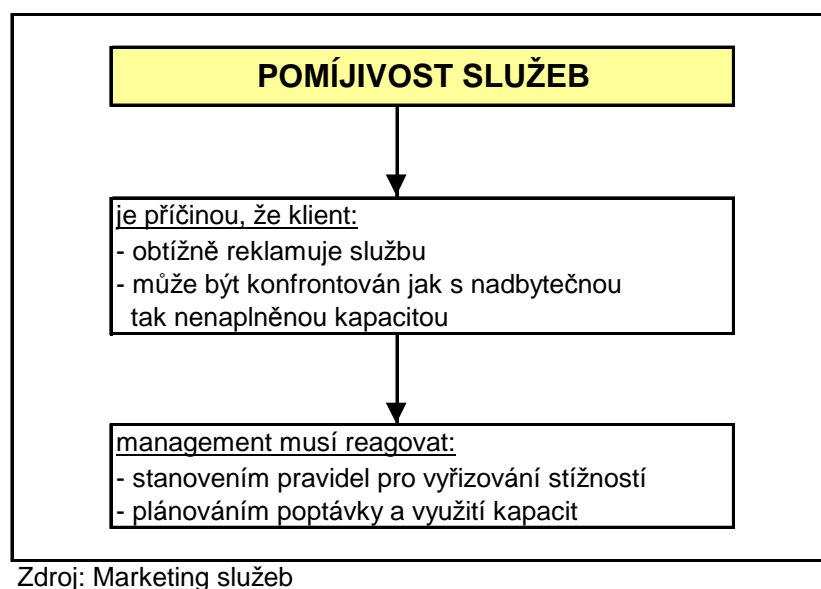 POMÍJIVOST SLUŽEB
je příčinou, že klient:
- obtížně reklamuje službu
- může být konfrontován jak s nadbytečnou
tak nenaplněnou kapacitou
management musí reagovat:
- stanovením pravidel pro vyřizování stížností
- plánováním poptávky a využití kapacit
Zdroj: Marketing služeb